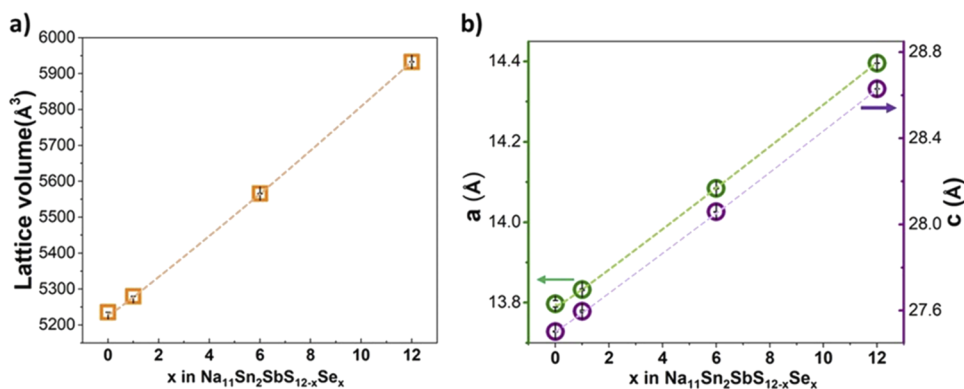 a)
Lattice volume(Å³)
6000
5900
5800
5700
5600
5500
5400
5300
5200
0 2 4 6 8 10 12
x in Na₁₁Sn₂SbS₁₂₋ₓSeₓ
b)
a (Å)
14.4
14.2
14.0
13.8
28.8
28.4
28.0
27.6
c (Å)
0 2 4 6 8 10 12
x in Na₁₁Sn₂SbS₁₂₋ₓSeₓ